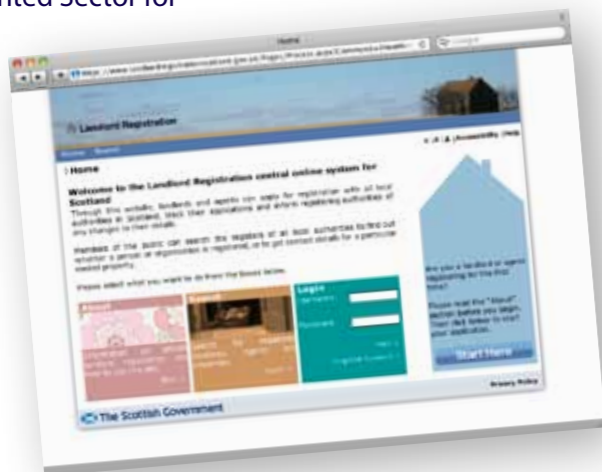 nted Sector for
Home
Landlord Registration
Home Search
Accessibility Help
Home
Welcome to the Landlord Registration central online system for
Scotland
Through this website, landlords and agents can apply for registration with all local
authorities in Scotland, track their applications and inform registering authorities of
any changes to their details.
Members of the public can search the registers of all local authorities to find out
whether a person or organisation is registered, or to get contact details for a particular
rented property.
Please select what you want to do from the boxes below.
About
Search
Login
Username
Password
Are you a landlord or agent
registering for the first
time?
Please read the "About"
section before you begin.
Then click below to start
your application.
Start Here
The Scottish Government
Privacy Policy